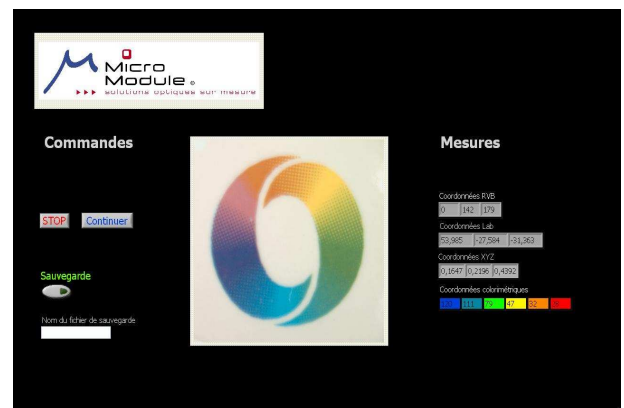 Micro
Module ®
solutions optiques sur mesure
Commandes
Mesures
Coordonnées RVB
0 142 179
STOP Continuer
Coordonnées Lab
53,985 -27,584 -31,363
Coordonnées XYZ
0,1647 0,2196 0,4392
Sauvegarde
Coordonnées colorimétriques
111 79 47 32
Nom du fichier de sauvegarde